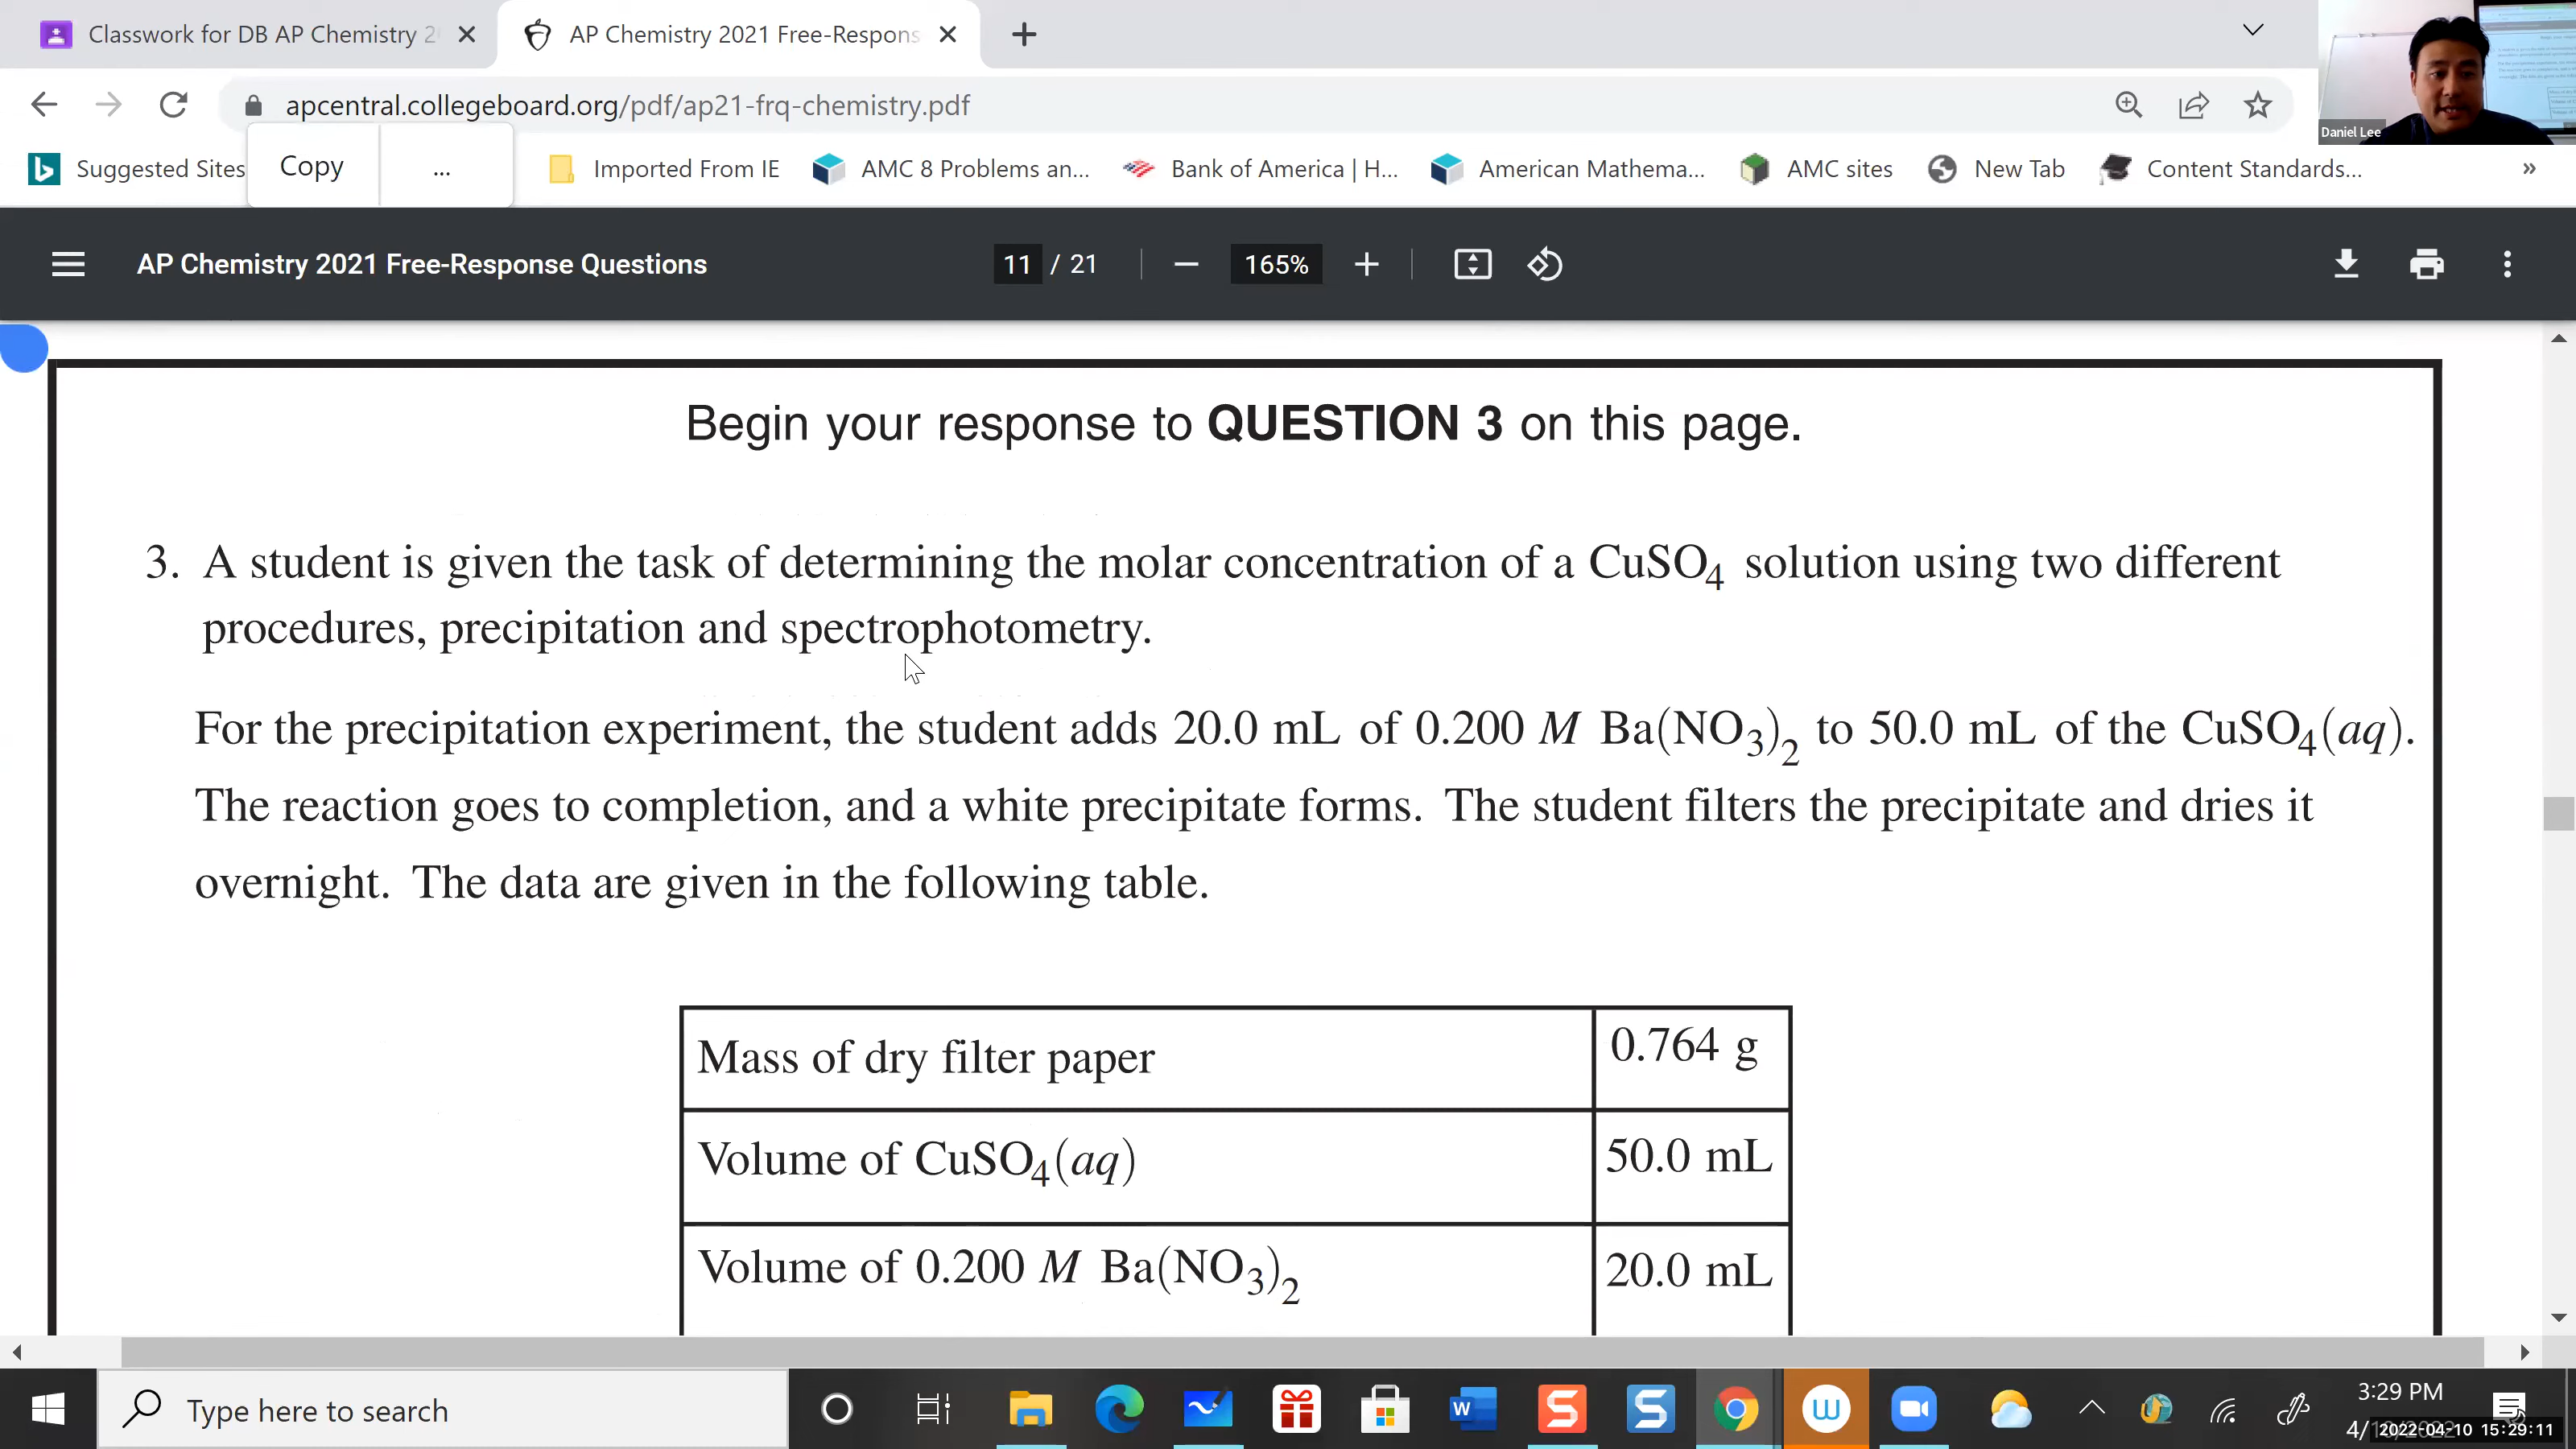 Classwork for DB AP Chemistry 2
AP Chemistry 2021 Free-Respons
apcentral.collegeboard.org/pdf/ap21-frq-chemistry.pdf
Daniel Lee
Suggested Sites
Copy
...
Imported From IE
AMC 8 Problems an...
Bank of America | H...
American Mathema...
AMC sites
New Tab
Content Standards...
»
AP Chemistry 2021 Free-Response Questions
11 / 21
165%
Begin your response to QUESTION 3 on this page.
3. A student is given the task of determining the molar concentration of a CuSO₄ solution using two different
procedures, precipitation and spectrophotometry.
For the precipitation experiment, the student adds 20.0 mL of 0.200 M Ba(NO₃)₂ to 50.0 mL of the CuSO₄(aq).
The reaction goes to completion, and a white precipitate forms. The student filters the precipitate and dries it
overnight. The data are given in the following table.
Mass of dry filter paper 0.764 g
Volume of CuSO₄(aq) 50.0 mL
Volume of 0.200 M Ba(NO₃)₂ 20.0 mL
Type here to search
3:29 PM
2022-04-10 15:29:11